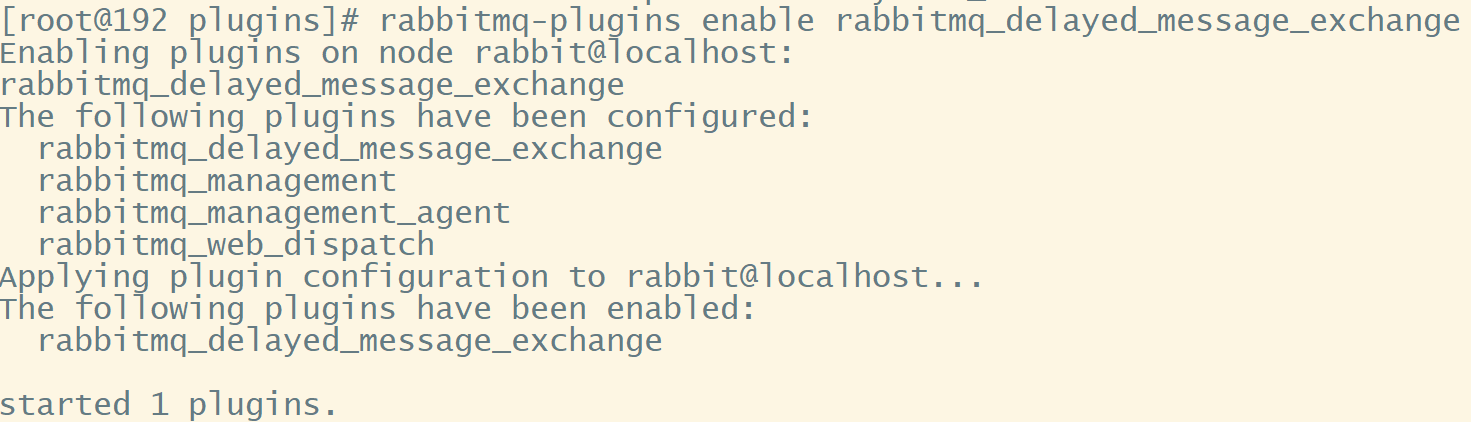 [root@192 plugins]# rabbitmq-plugins enable rabbitmq_delayed_message_exchange
Enabling plugins on node rabbit@localhost:
rabbitmq_delayed_message_exchange
The following plugins have been configured:
  rabbitmq_delayed_message_exchange
  rabbitmq_management
  rabbitmq_management_agent
  rabbitmq_web_dispatch
Applying plugin configuration to rabbit@localhost...
The following plugins have been enabled:
  rabbitmq_delayed_message_exchange

started 1 plugins.